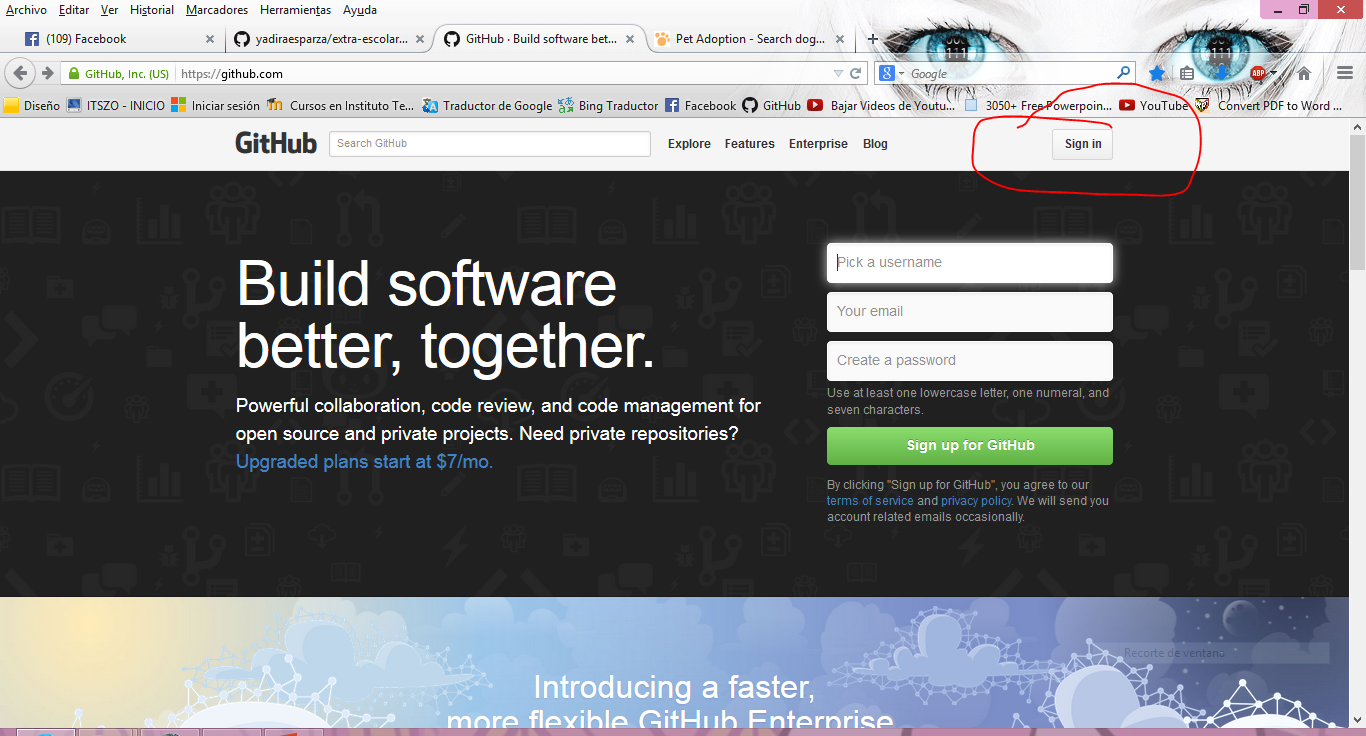 Archivo Editar Ver Historial Marcadores Herramientas Ayuda
(109) Facebook
yadiraesparza/extra-escolar...
GitHub · Build software bet...
Pet Adoption - Search dog...
GitHub, Inc. (US) https://github.com
Google
ABP
Diseño ITSZO - INICIO Iniciar sesión Cursos en Instituto Te... Traductor de Google Bing Traductor Facebook GitHub Bajar Videos de Youtu... 3050+ Free Powerpoin... YouTube Convert PDF to Word ...
GitHub Search GitHub Explore Features Enterprise Blog Sign in
Build software
better, together.
Powerful collaboration, code review, and code management for
open source and private projects. Need private repositories?
Upgraded plans start at $7/mo.
Pick a username
Your email
Create a password
Use at least one lowercase letter, one numeral, and
seven characters.
Sign up for GitHub
By clicking "Sign up for GitHub", you agree to our
terms of service and privacy policy. We will send you
account related emails occasionally.
Recorte de ventana
Introducing a faster,
more flexible GitHub Enterprise